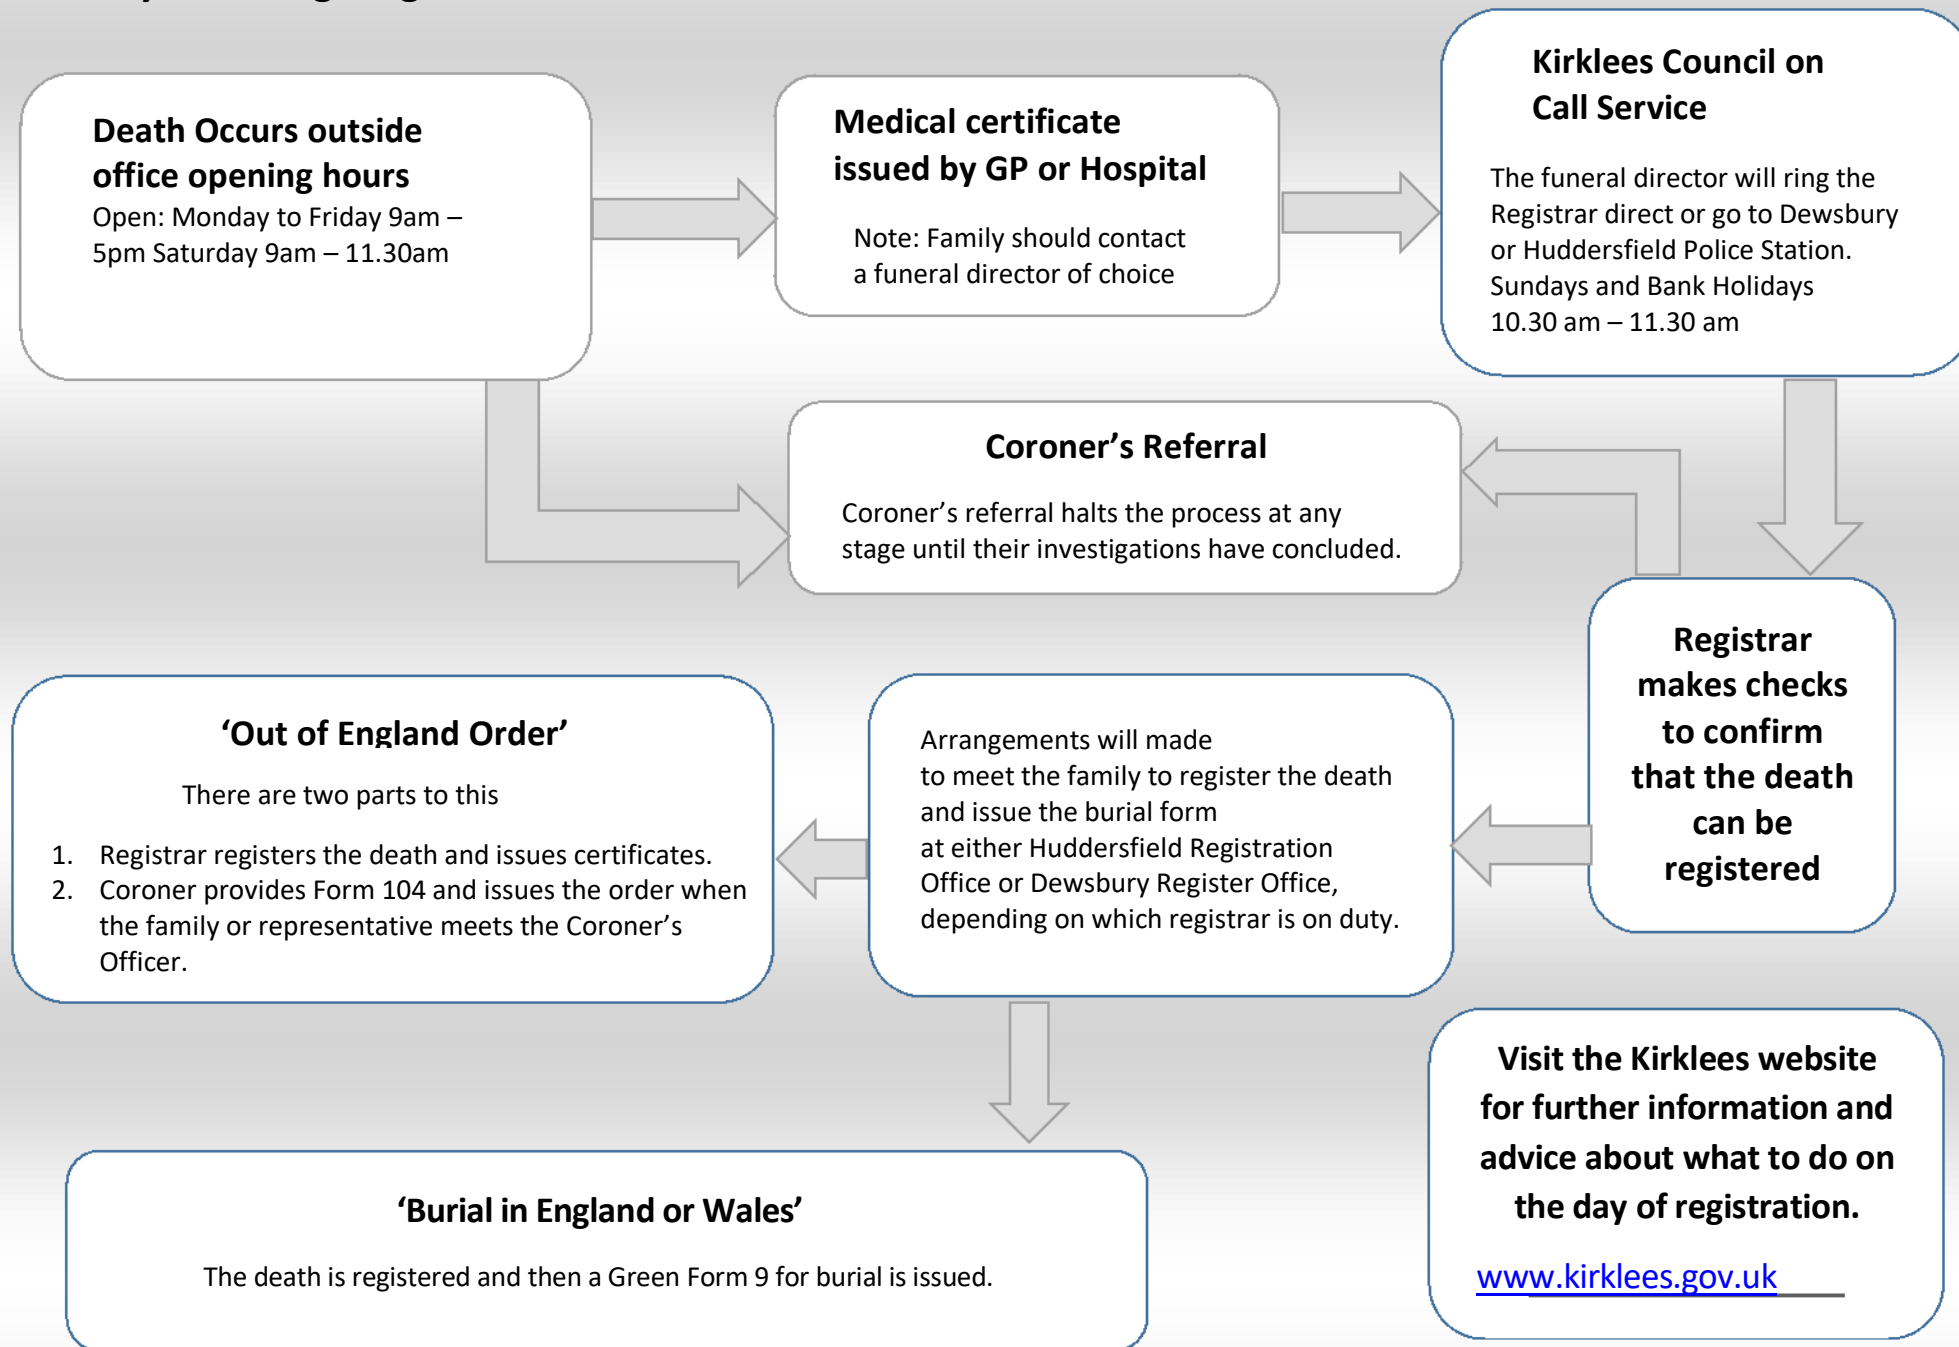 Death Occurs outside
office opening hours
Open: Monday to Friday 9am –
5pm Saturday 9am – 11.30am
Medical certificate
issued by GP or Hospital
Note: Family should contact
a funeral director of choice
Kirklees Council on
Call Service
The funeral director will ring the
Registrar direct or go to Dewsbury
or Huddersfield Police Station.
Sundays and Bank Holidays
10.30 am – 11.30 am
Coroner’s Referral
Coroner’s referral halts the process at any
stage until their investigations have concluded.
Registrar
makes checks
to confirm
that the death
can be
registered
Arrangements will made
to meet the family to register the death
and issue the burial form
at either Huddersfield Registration
Office or Dewsbury Register Office,
depending on which registrar is on duty.
‘Out of England Order’
There are two parts to this
1. Registrar registers the death and issues certificates.
2. Coroner provides Form 104 and issues the order when
the family or representative meets the Coroner’s
Officer.
‘Burial in England or Wales’
The death is registered and then a Green Form 9 for burial is issued.
Visit the Kirklees website
for further information and
advice about what to do on
the day of registration.
www.kirklees.gov.uk